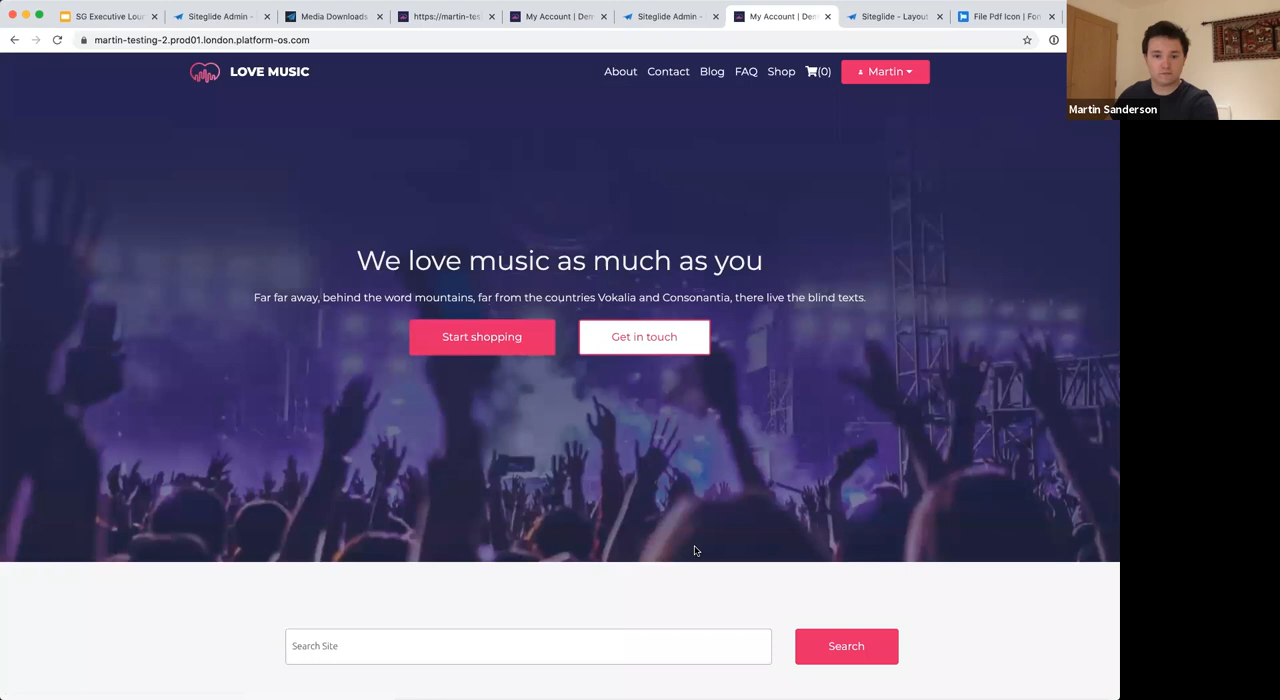 SG Executive Lou
Siteglide Admin -
Media Downloads
https://martin-tes
My Account | Dem
Siteglide Admin -
My Account | Dem
Siteglide - Layout
File Pdf Icon | Fon
martin-testing-2.prod01.london.platform-os.com
LOVE MUSIC
About
Contact
Blog
FAQ
Shop
(0)
Martin
Martin Sanderson
We love music as much as you
Far far away, behind the word mountains, far from the countries Vokalia and Consonantia, there live the blind texts.
Start shopping
Get in touch
Search Site
Search